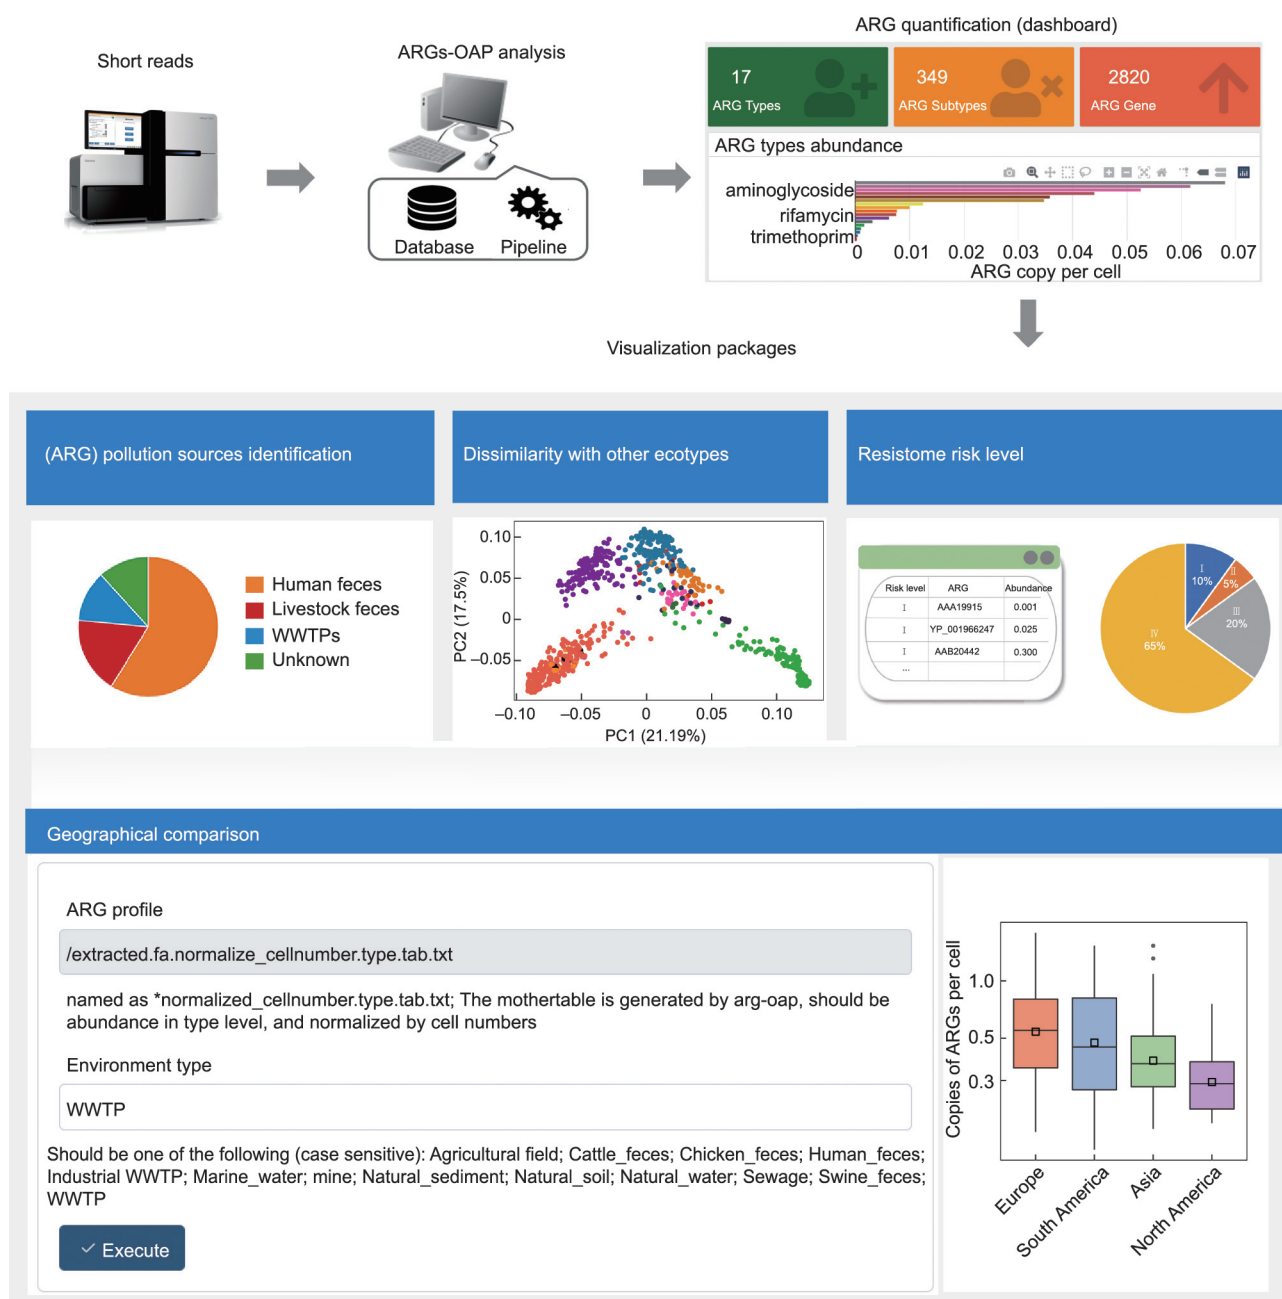 Short reads
ARGs-OAP analysis
Database
Pipeline
ARG quantification (dashboard)
17
ARG Types
349
ARG Subtypes
2820
ARG Gene
ARG types abundance
aminoglycoside
rifamycin
trimethoprim
0 0.01 0.02 0.03 0.04 0.05 0.06 0.07
ARG copy per cell
Visualization packages
(ARG) pollution sources identification
Human feces
Livestock feces
WWTPs
Unknown
Dissimilarity with other ecotypes
PC2 (17.5%)
0.10
0.05
0
–0.05
–0.10 –0.05 0 0.05 0.10
PC1 (21.19%)
Resistome risk level
Risk level ARG Abundance
I AAA19915 0.001
I YP_001966247 0.025
I AAB20442 0.300
...
I
10%
II
5%
III
20%
IV
65%
Geographical comparison
ARG profile
/extracted.fa.normalize_cellnumber.type.tab.txt
named as *normalized_cellnumber.type.tab.txt; The mothertable is generated by arg-oap, should be
abundance in type level, and normalized by cell numbers
Environment type
WWTP
Should be one of the following (case sensitive): Agricultural field; Cattle_feces; Chicken_feces; Human_feces;
Industrial WWTP; Marine_water; mine; Natural_sediment; Natural_soil; Natural_water; Sewage; Swine_feces;
WWTP
✓ Execute
Copies of ARGs per cell
1.0
0.5
0.3
Europe
South America
Asia
North America